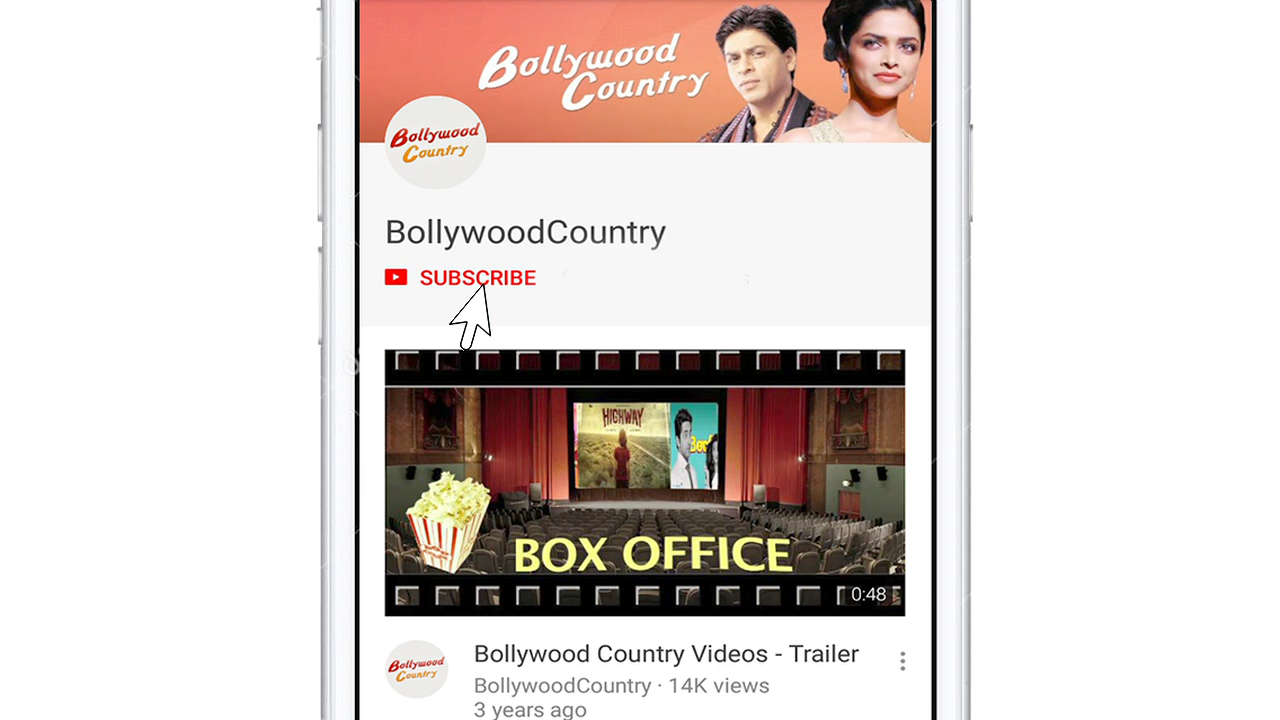 Bollywood
Country
Bollywood
Country
BollywoodCountry
SUBSCRIBE
HIGHWAY
BOX OFFICE
0:48
Bollywood
Country
Bollywood Country Videos - Trailer
BollywoodCountry · 14K views
3 years ago